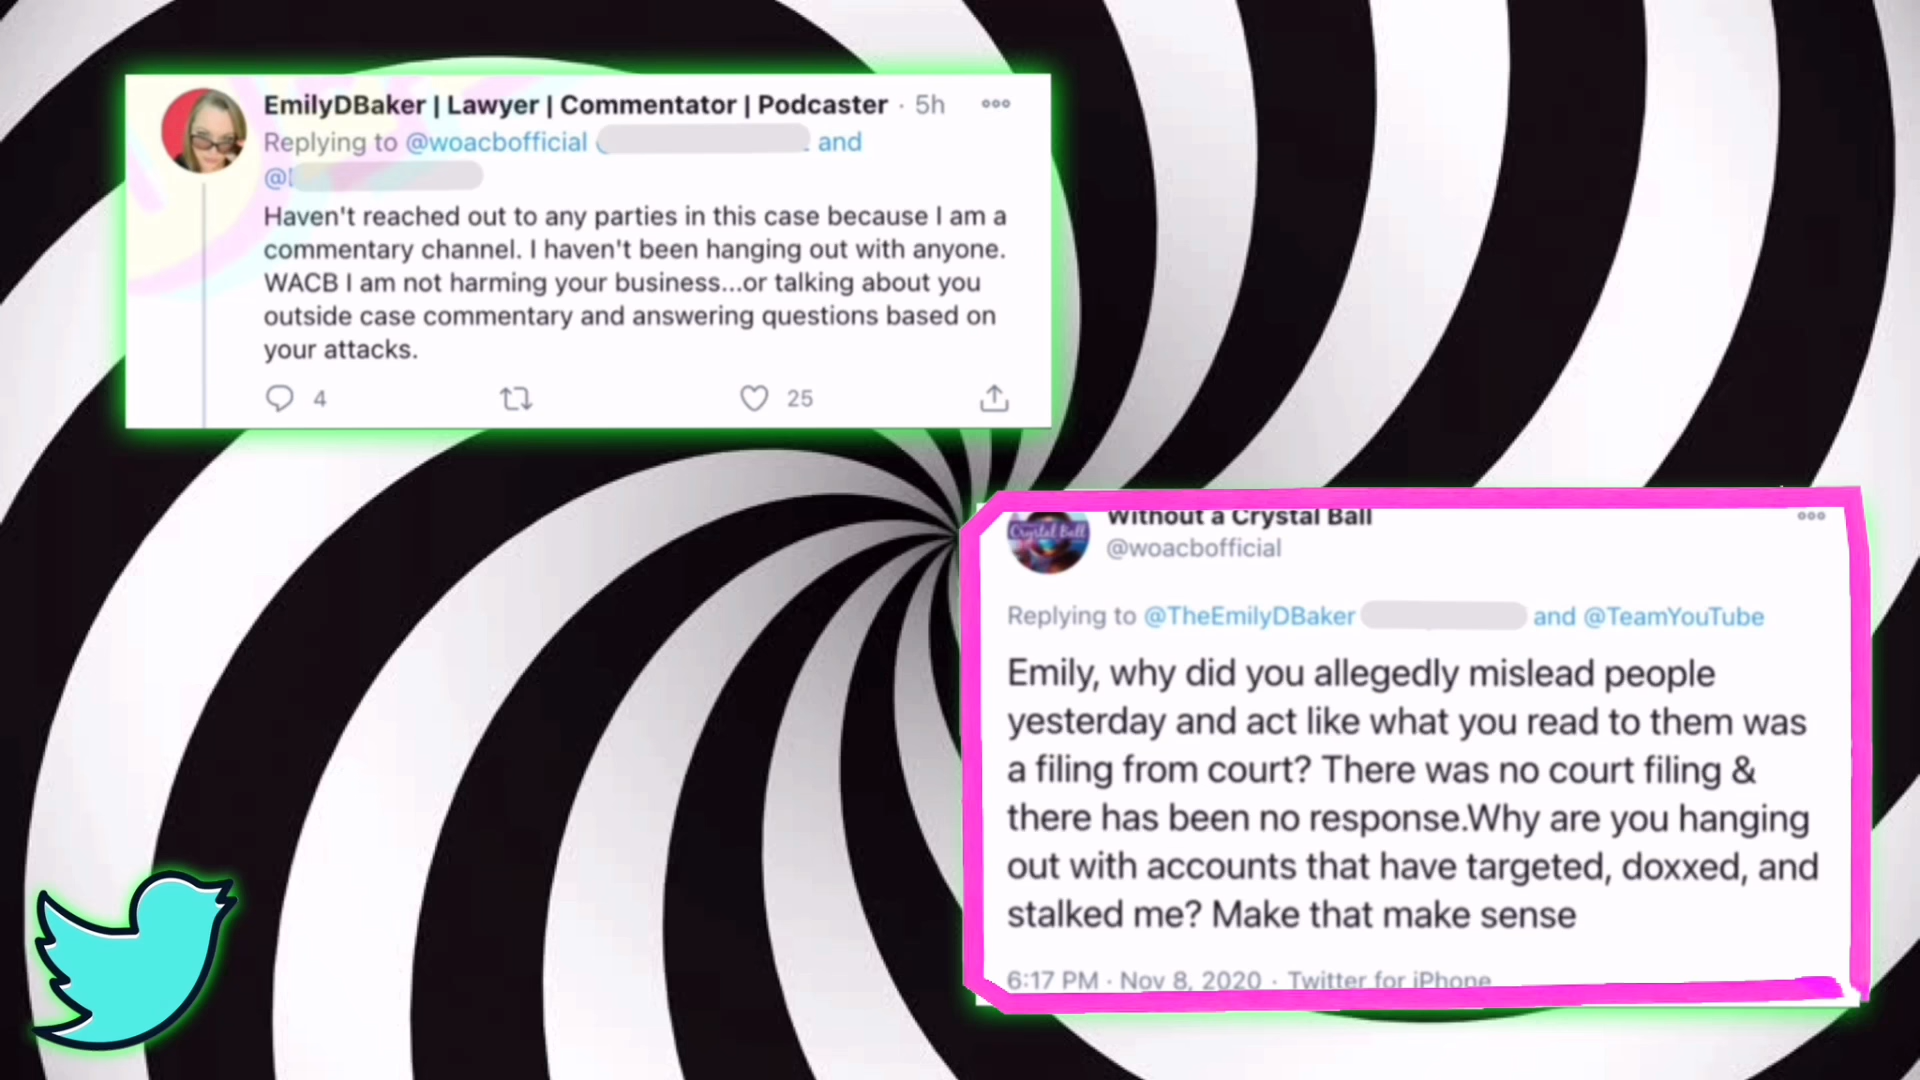 EmilyDBaker | Lawyer | Commentator | Podcaster · 5h
Replying to @woacbofficial and
@
Haven't reached out to any parties in this case because I am a
commentary channel. I haven't been hanging out with anyone.
WACB I am not harming your business...or talking about you
outside case commentary and answering questions based on
your attacks.
4 25
Without a Crystal Ball
Crystal Ball
@woacbofficial
Replying to @TheEmilyDBaker and @TeamYouTube
Emily, why did you allegedly mislead people
yesterday and act like what you read to them was
a filing from court? There was no court filing &
there has been no response.Why are you hanging
out with accounts that have targeted, doxxed, and
stalked me? Make that make sense
6:17 PM · Nov 8, 2020 · Twitter for iPhone